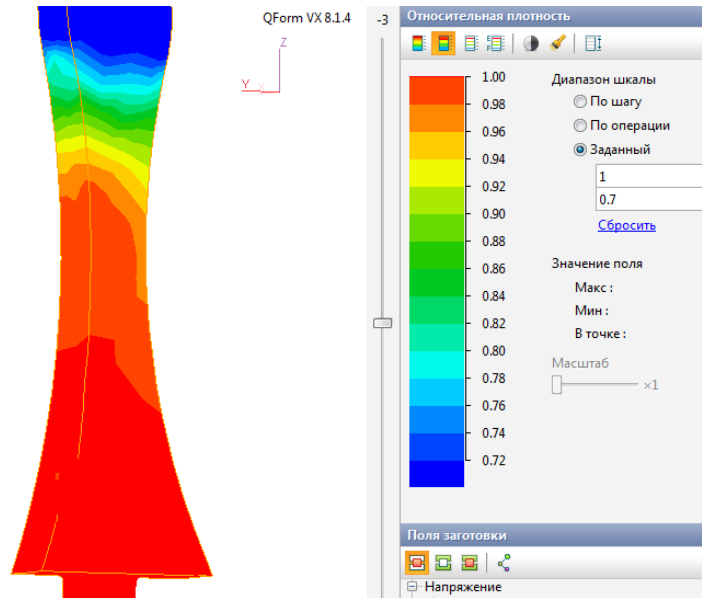 QForm VX 8.1.4
-3
Z
Y
X
Относительная плотность
1.00
0.98
0.96
0.94
0.92
0.90
0.88
0.86
0.84
0.82
0.80
0.78
0.76
0.74
0.72
Диапазон шкалы
По шагу
По операции
Заданный
1
0.7
Сбросить
Значение поля
Макс :
Мин :
В точке :
Масштаб
×1
Поля заготовки
Напряжение